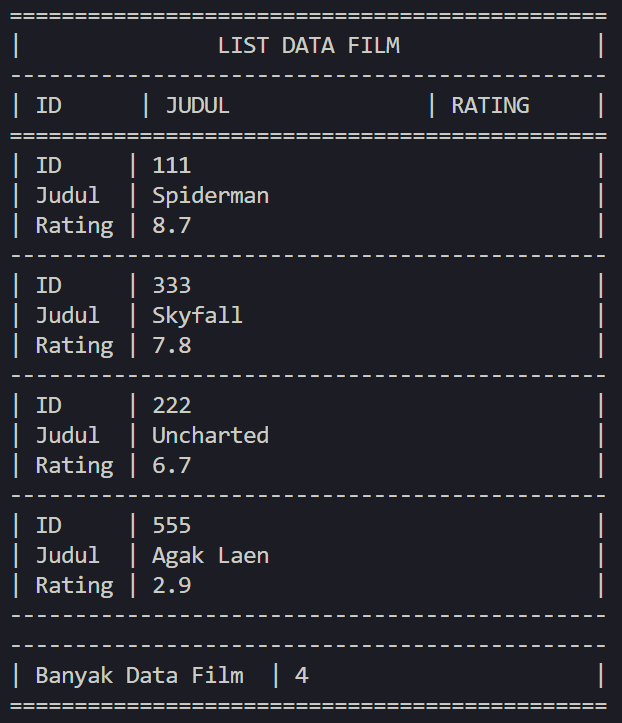 ==============================================
|               LIST DATA FILM               |
----------------------------------------------
| ID      | JUDUL               | RATING     |
==============================================
| ID     | 111                               |
| Judul  | Spiderman                         |
| Rating | 8.7                               |
----------------------------------------------
| ID     | 333                               |
| Judul  | Skyfall                           |
| Rating | 7.8                               |
----------------------------------------------
| ID     | 222                               |
| Judul  | Uncharted                         |
| Rating | 6.7                               |
----------------------------------------------
| ID     | 555                               |
| Judul  | Agak Laen                         |
| Rating | 2.9                               |
----------------------------------------------
----------------------------------------------
| Banyak Data Film  | 4                      |
==============================================